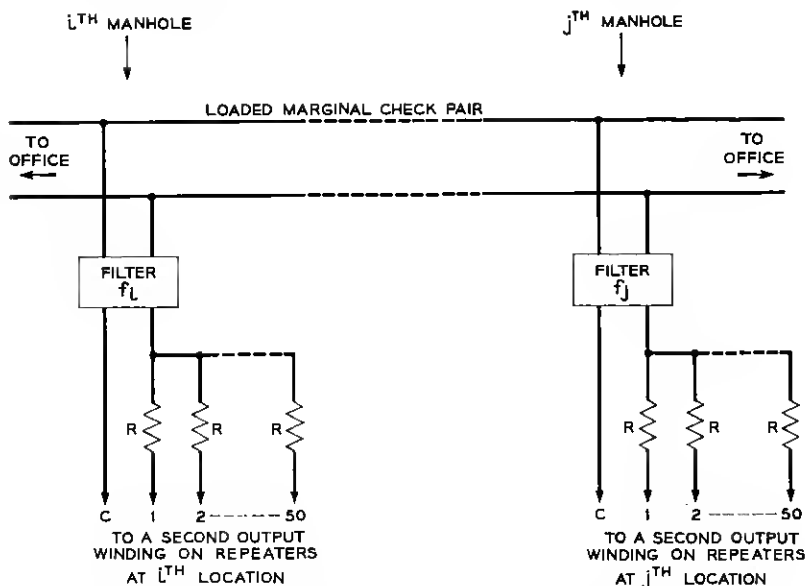 iTH MANHOLE
jTH MANHOLE
LOADED MARGINAL CHECK PAIR
TO OFFICE
TO OFFICE
FILTER
fi
FILTER
fj
R R R
R R R
C 1 2 50
C 1 2 50
TO A SECOND OUTPUT
WINDING ON REPEATERS
AT iTH LOCATION
TO A SECOND OUTPUT
WINDING ON REPEATERS
AT jTH LOCATION